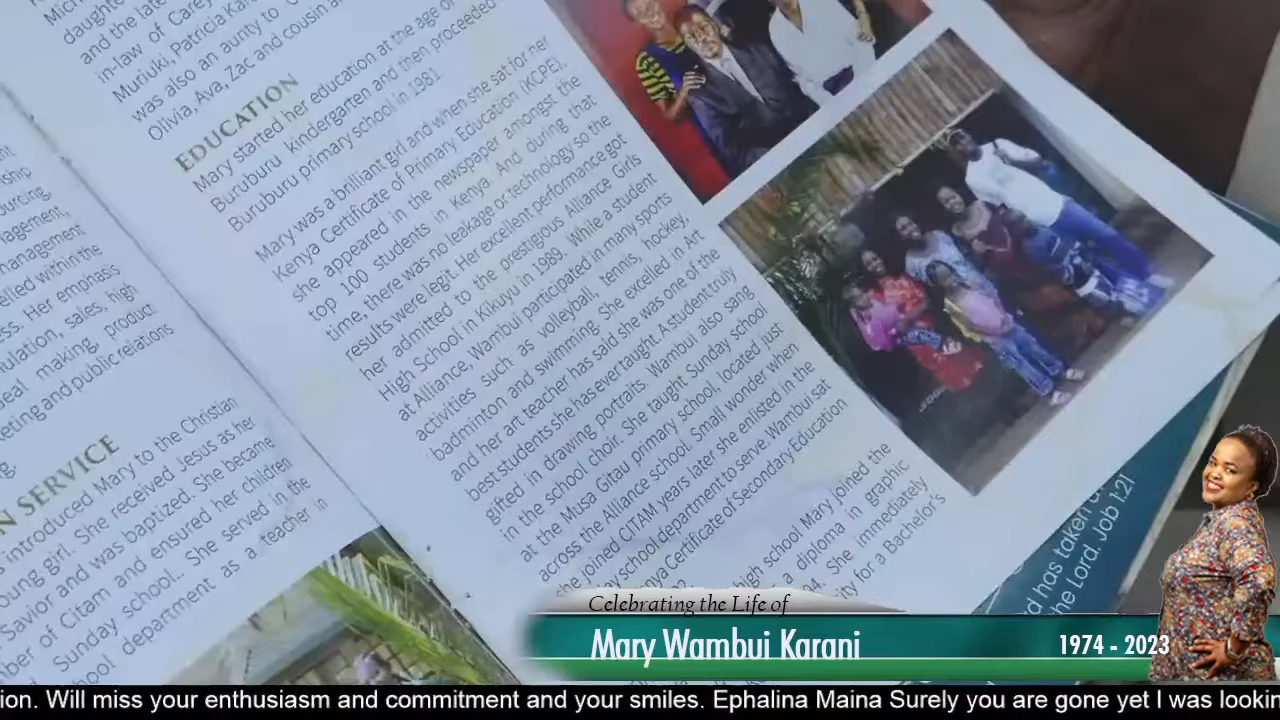 daughte
and the late
in-law of Carey
Muriuki, Patricia
was also an aunty to
Olivia, Ava, Zac and cousin
EDUCATION
Mary started her education at the age of
Buruburu kindergarten and then proceeded
Buruburu primary school in 1981.
Mary was a brilliant girl and when she sat for her
Kenya Certificate of Primary Education (KCPE),
she appeared in the newspaper amongst the
top 100 students in Kenya. And during that
time, there was no leakage or technology so the
results were legit. Her excellent performance got
her admitted to the prestigious Alliance Girls
High School in Kikuyu in 1989. While a student
at Alliance, Wambui participated in many sports
activities such as volleyball, tennis, hockey,
badminton and swimming. She excelled in Art
and her art teacher has said she was one of the
best students she has ever taught. A student truly
gifted in drawing portraits. Wambui also sang
in the school choir. She taught Sunday school
at the Musa Gitau primary school, located just
across the Alliance school. Small wonder when
she joined CITAM years later she enlisted in the
school department to serve. Wambui sat
Certificate of Secondary Education
high school Mary joined the
a diploma in graphic
She immediately
for a Bachelor's
ourcing,
nagement,
management
elled within the
ss. Her emphasis
mulation, sales, high
eal making, product
keting and public relations
N SERVICE
introduced Mary to the Christian
oung girl. She received Jesus as her
Savior and was baptized. She became
ber of Citam and ensured her children
Sunday school.. She served in the
hool department as a teacher in
d has taken
he Lord. Job 1:21
Celebrating the Life of
Mary Wambui Karani
1974 - 2023
ion. Will miss your enthusiasm and commitment and your smiles. Ephalina Maina Surely you are gone yet I was lookin